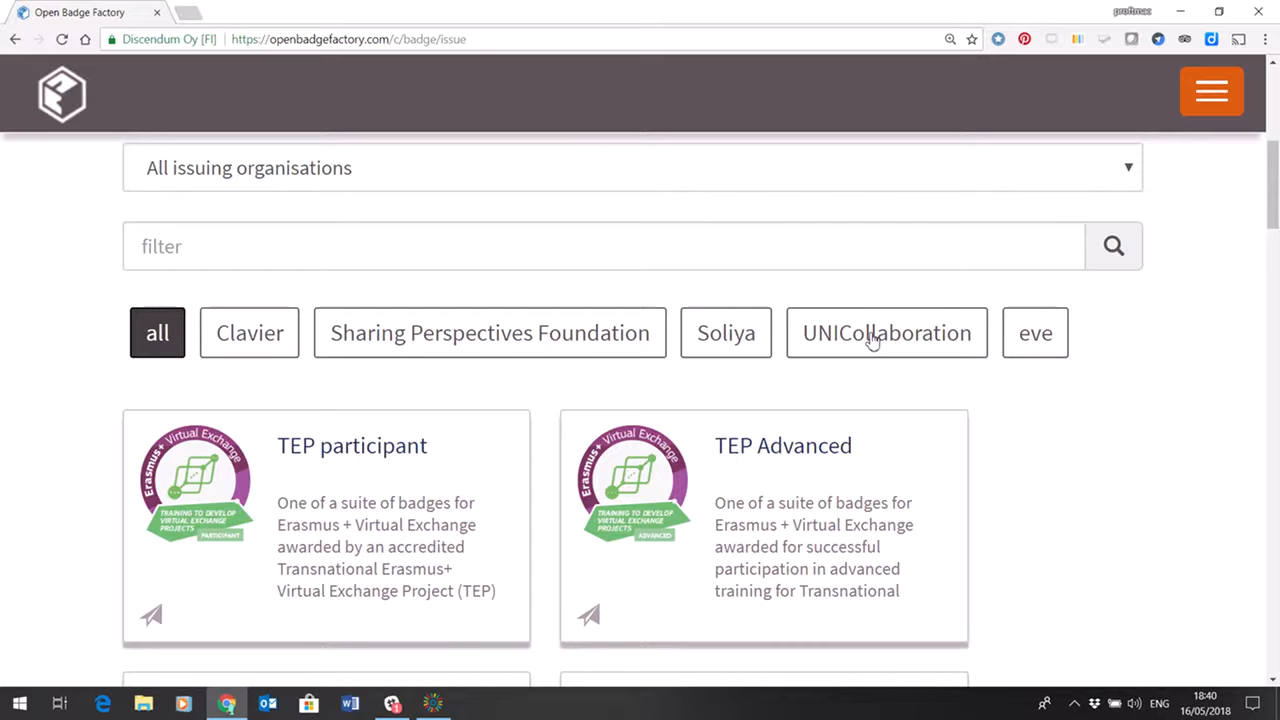 Open Badge Factory
proftmac
Discendum Oy [FI]
https://openbadgefactory.com/c/badge/issue
All issuing organisations
filter
all
Clavier
Sharing Perspectives Foundation
Soliya
UNICollaboration
eve
Erasmus+ Virtual Exchange
TRAINING TO DEVELOP
VIRTUAL EXCHANGE
PROJECTS
PARTICIPANT
TEP participant
One of a suite of badges for
Erasmus + Virtual Exchange
awarded by an accredited
Transnational Erasmus+
Virtual Exchange Project (TEP)
Erasmus+ Virtual Exchange
TRAINING TO DEVELOP
VIRTUAL EXCHANGE
PROJECTS
ADVANCED
TEP Advanced
One of a suite of badges for
Erasmus + Virtual Exchange
awarded for successful
participation in advanced
training for Transnational
ENG
18:40
16/05/2018